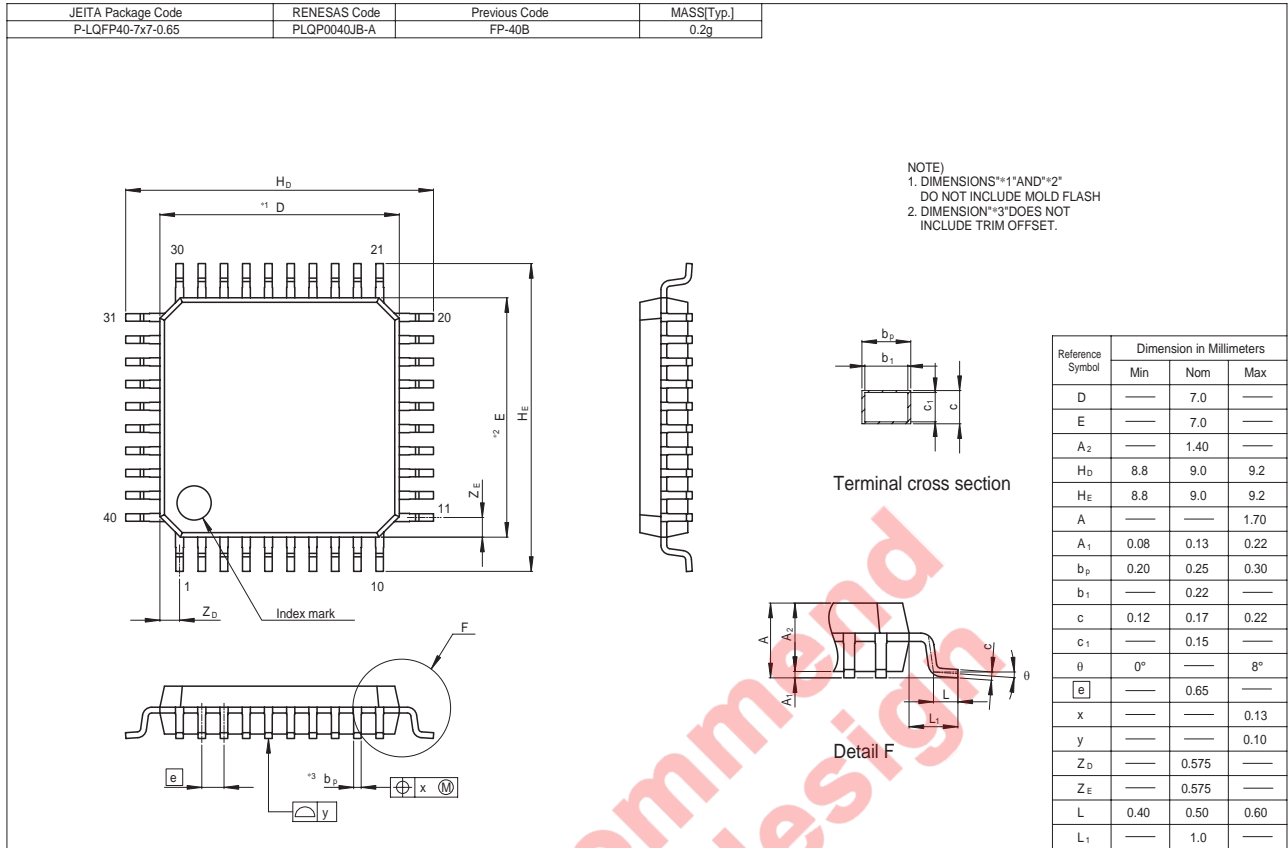 JEITA Package Code RENESAS Code Previous Code MASS[Typ.]
P-LQFP40-7x7-0.65 PLQP0040JB-A FP-40B 0.2g
NOTE)
1. DIMENSIONS"*1"AND"*2"
DO NOT INCLUDE MOLD FLASH
2. DIMENSION"*3"DOES NOT
INCLUDE TRIM OFFSET.
HD
*1 D
30 21
31 20
*2 E
HE
ZE
40 11
1 10
ZD
Index mark
F
e
*3 bp
x M
y
bp
b1
c1
c
Terminal cross section
A
A2
A1
c
θ
L
L1
Detail F
Reference Symbol Dimension in Millimeters
Min Nom Max
D — 7.0 —
E — 7.0 —
A2 — 1.40 —
HD 8.8 9.0 9.2
HE 8.8 9.0 9.2
A — — 1.70
A1 0.08 0.13 0.22
bp 0.20 0.25 0.30
b1 — 0.22 —
c 0.12 0.17 0.22
c1 — 0.15 —
θ 0° — 8°
e — 0.65 —
x — — 0.13
y — — 0.10
ZD — 0.575 —
ZE — 0.575 —
L 0.40 0.50 0.60
L1 — 1.0 —
ommend
design